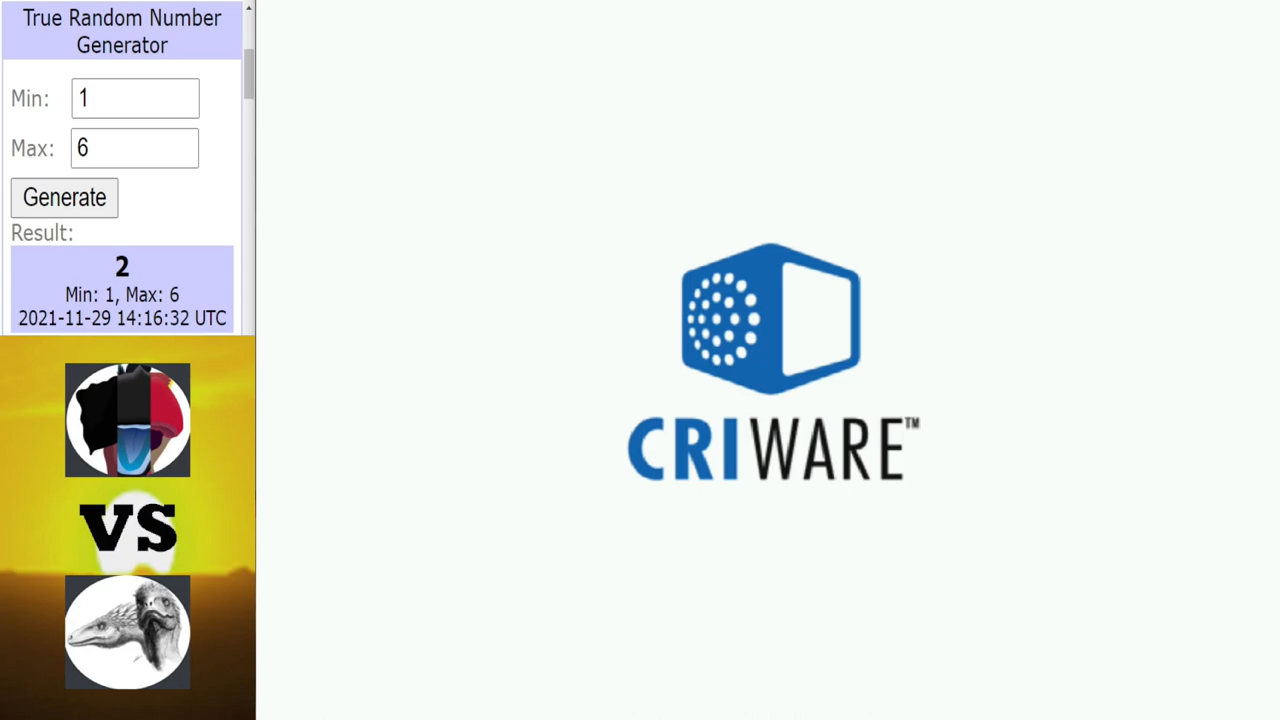 True Random Number
Generator
Min: 1
Max: 6
Generate
Result:
2
Min: 1, Max: 6
2021-11-29 14:16:32 UTC
VS
CRIWARE™